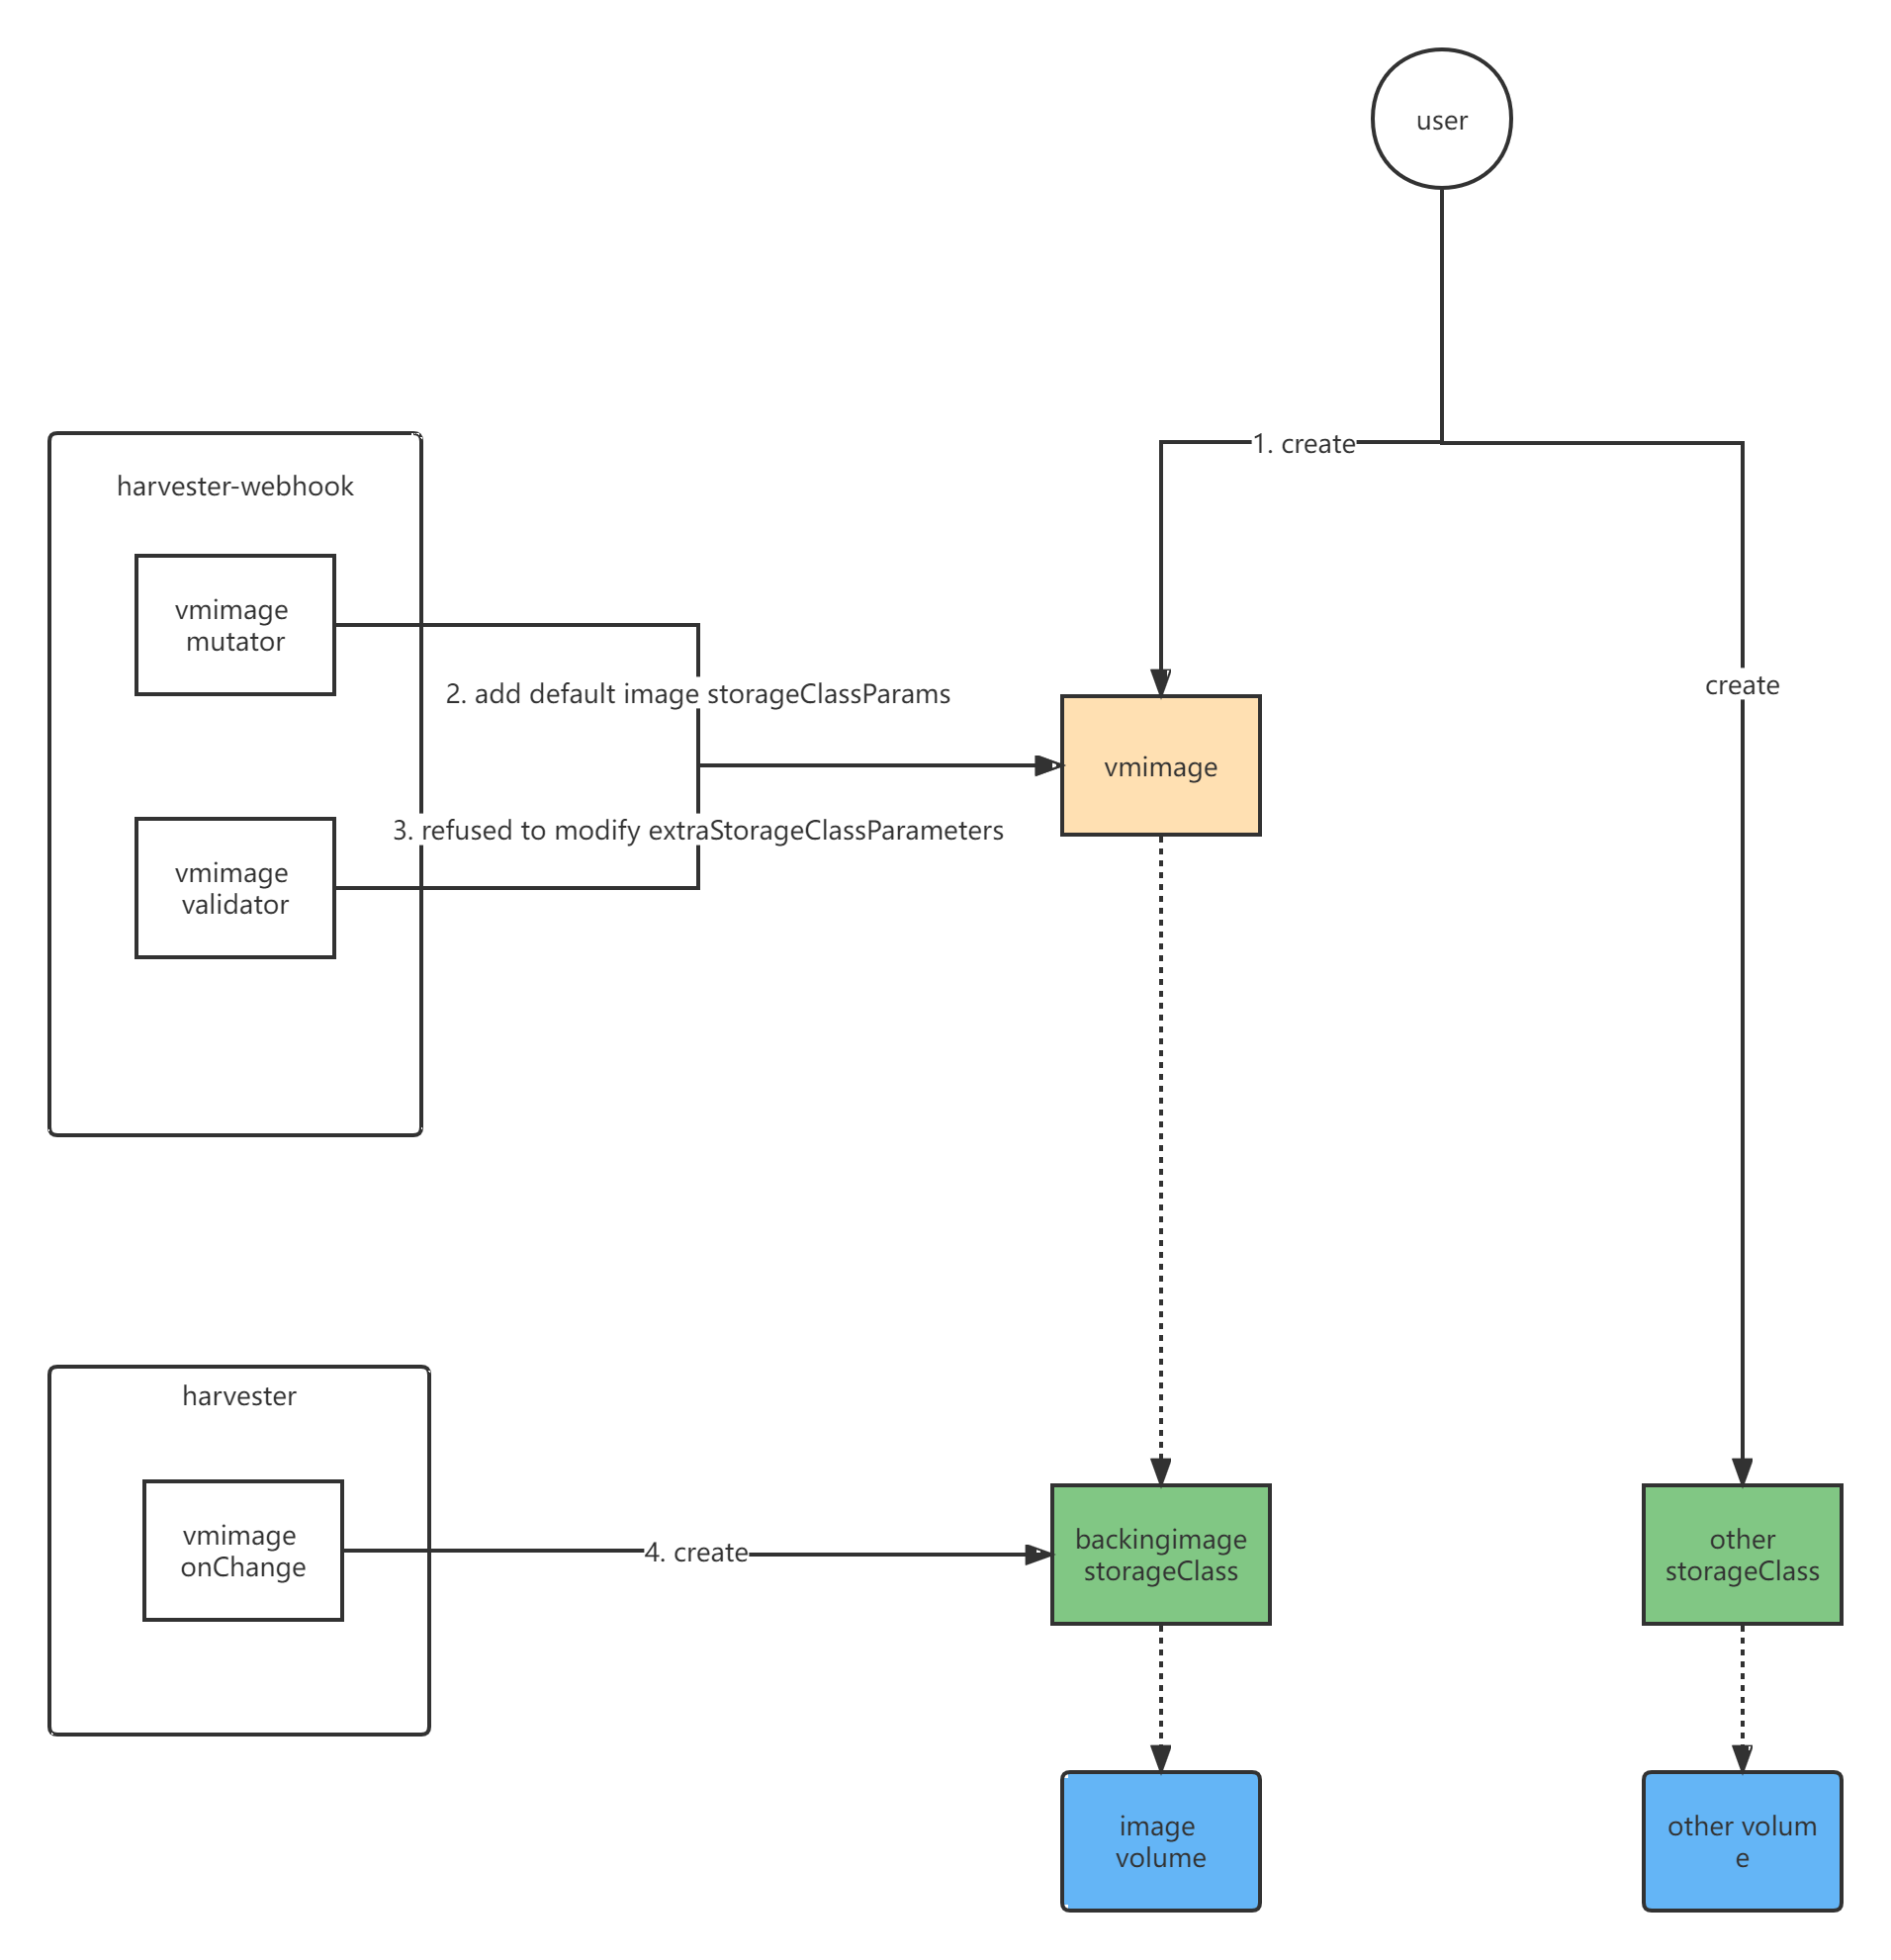 user
1. create
harvester-webhook
vmimage
mutator
2. add default image storageClassParams
create
vmimage
3. refused to modify extraStorageClassParameters
vmimage
validator
harvester
vmimage
onChange
4. create
backingimage
storageClass
other
storageClass
image
volume
other volum
e